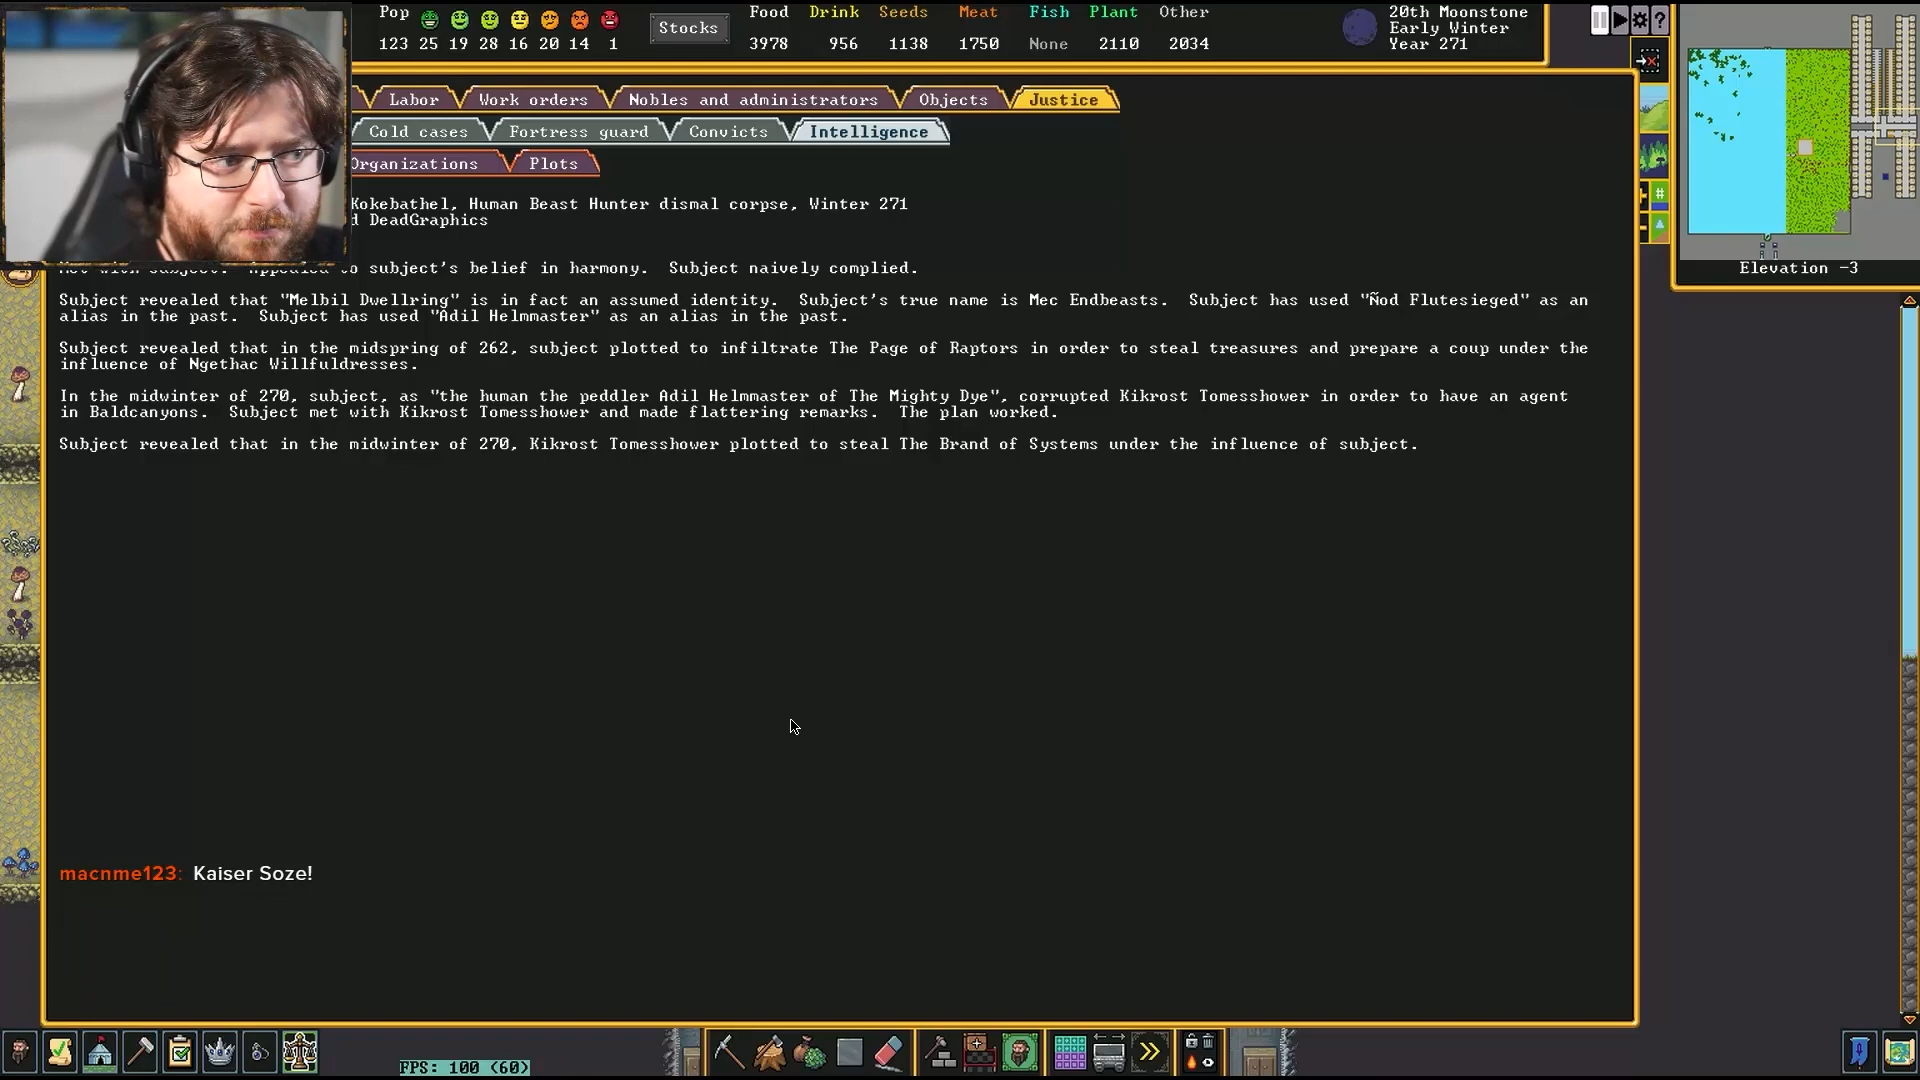 Pop
123 25 19 28 16 20 14 1
Stocks
Food Drink Seeds Meat Fish Plant Other
3978 956 1138 1750 None 2110 2034
20th Moonstone
Early Winter
Year 271
Elevation -3
Labor Work orders Nobles and administrators Objects Justice
Cold cases Fortress guard Convicts Intelligence
Organizations Plots
Kokebathel, Human Beast Hunter dismal corpse, Winter 271
d DeadGraphics
Met with subject. Appealed to subject's belief in harmony. Subject naively complied.
Subject revealed that "Melbil Dwellring" is in fact an assumed identity. Subject's true name is Mec Endbeasts. Subject has used "Ñod Flutesieged" as an
alias in the past. Subject has used "Adil Helmmaster" as an alias in the past.
Subject revealed that in the midspring of 262, subject plotted to infiltrate The Page of Raptors in order to steal treasures and prepare a coup under the
influence of Ngethac Willfuldresses.
In the midwinter of 270, subject, as "the human the peddler Adil Helmmaster of The Mighty Dye", corrupted Kikrost Tomesshower in order to have an agent
in Baldcanyons. Subject met with Kikrost Tomesshower and made flattering remarks. The plan worked.
Subject revealed that in the midwinter of 270, Kikrost Tomesshower plotted to steal The Brand of Systems under the influence of subject.
macnme123: Kaiser Soze!
FPS: 100 (60)